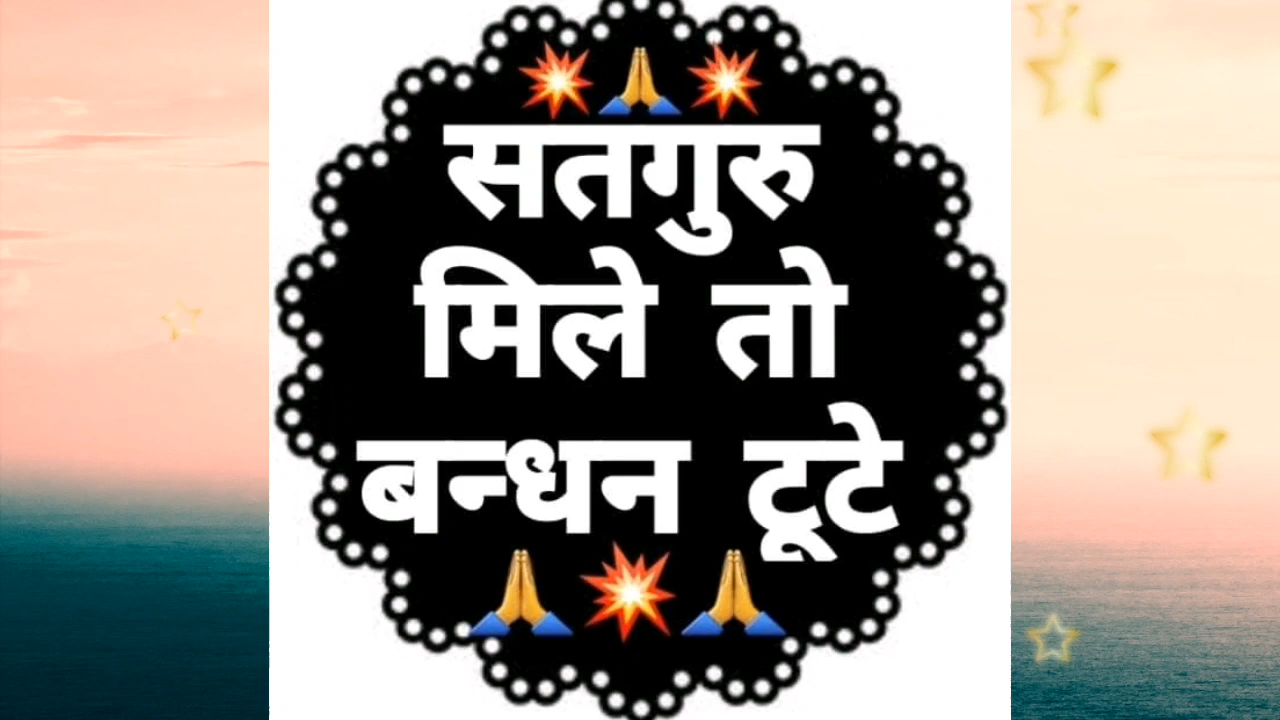 सतगुरु
मिले तो
बन्धन टूटे